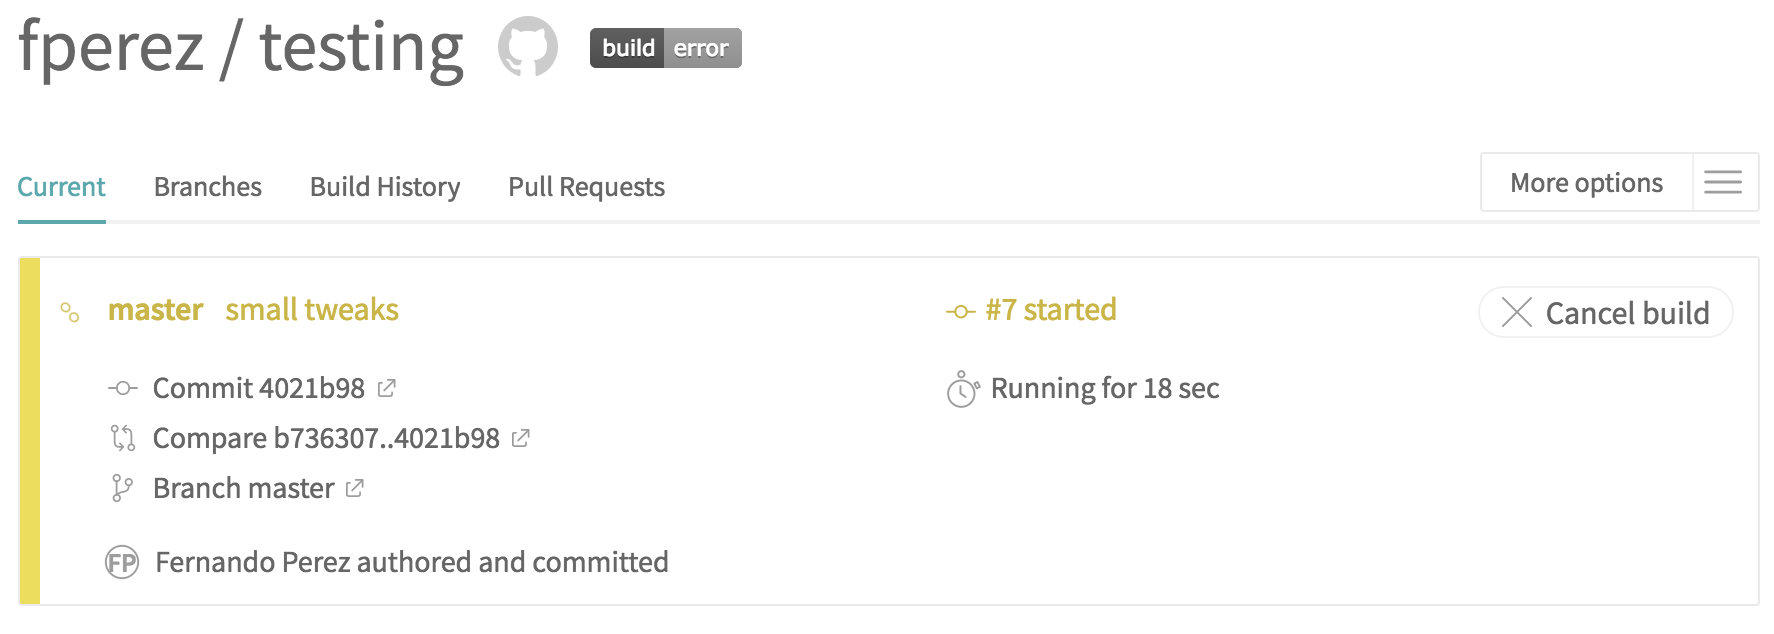 fperez / testing build error
Current Branches Build History Pull Requests More options
master small tweaks #7 started Cancel build
Commit 4021b98 Running for 18 sec
Compare b736307..4021b98
Branch master
FP Fernando Perez authored and committed